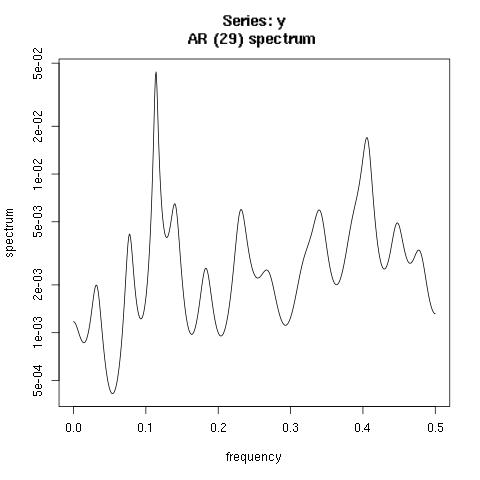 Series: y
AR (29) spectrum
5e-02
2e-02
1e-02
5e-03
2e-03
1e-03
5e-04
spectrum
0.0 0.1 0.2 0.3 0.4 0.5
frequency